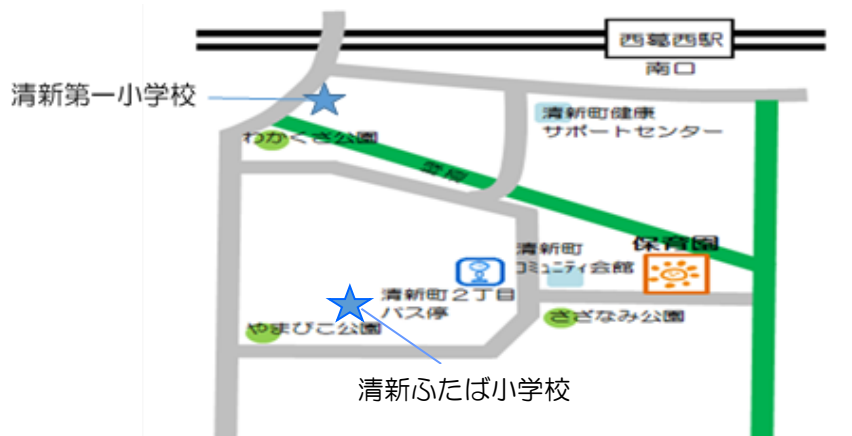 西葛西駅
南口
清新第一小学校
清新町健康
サポートセンター
わかくさ公園
緑道
保育園
清新町
コミュニティ会館
清新町２丁目
バス停
さざなみ公園
やまびこ公園
清新ふたば小学校